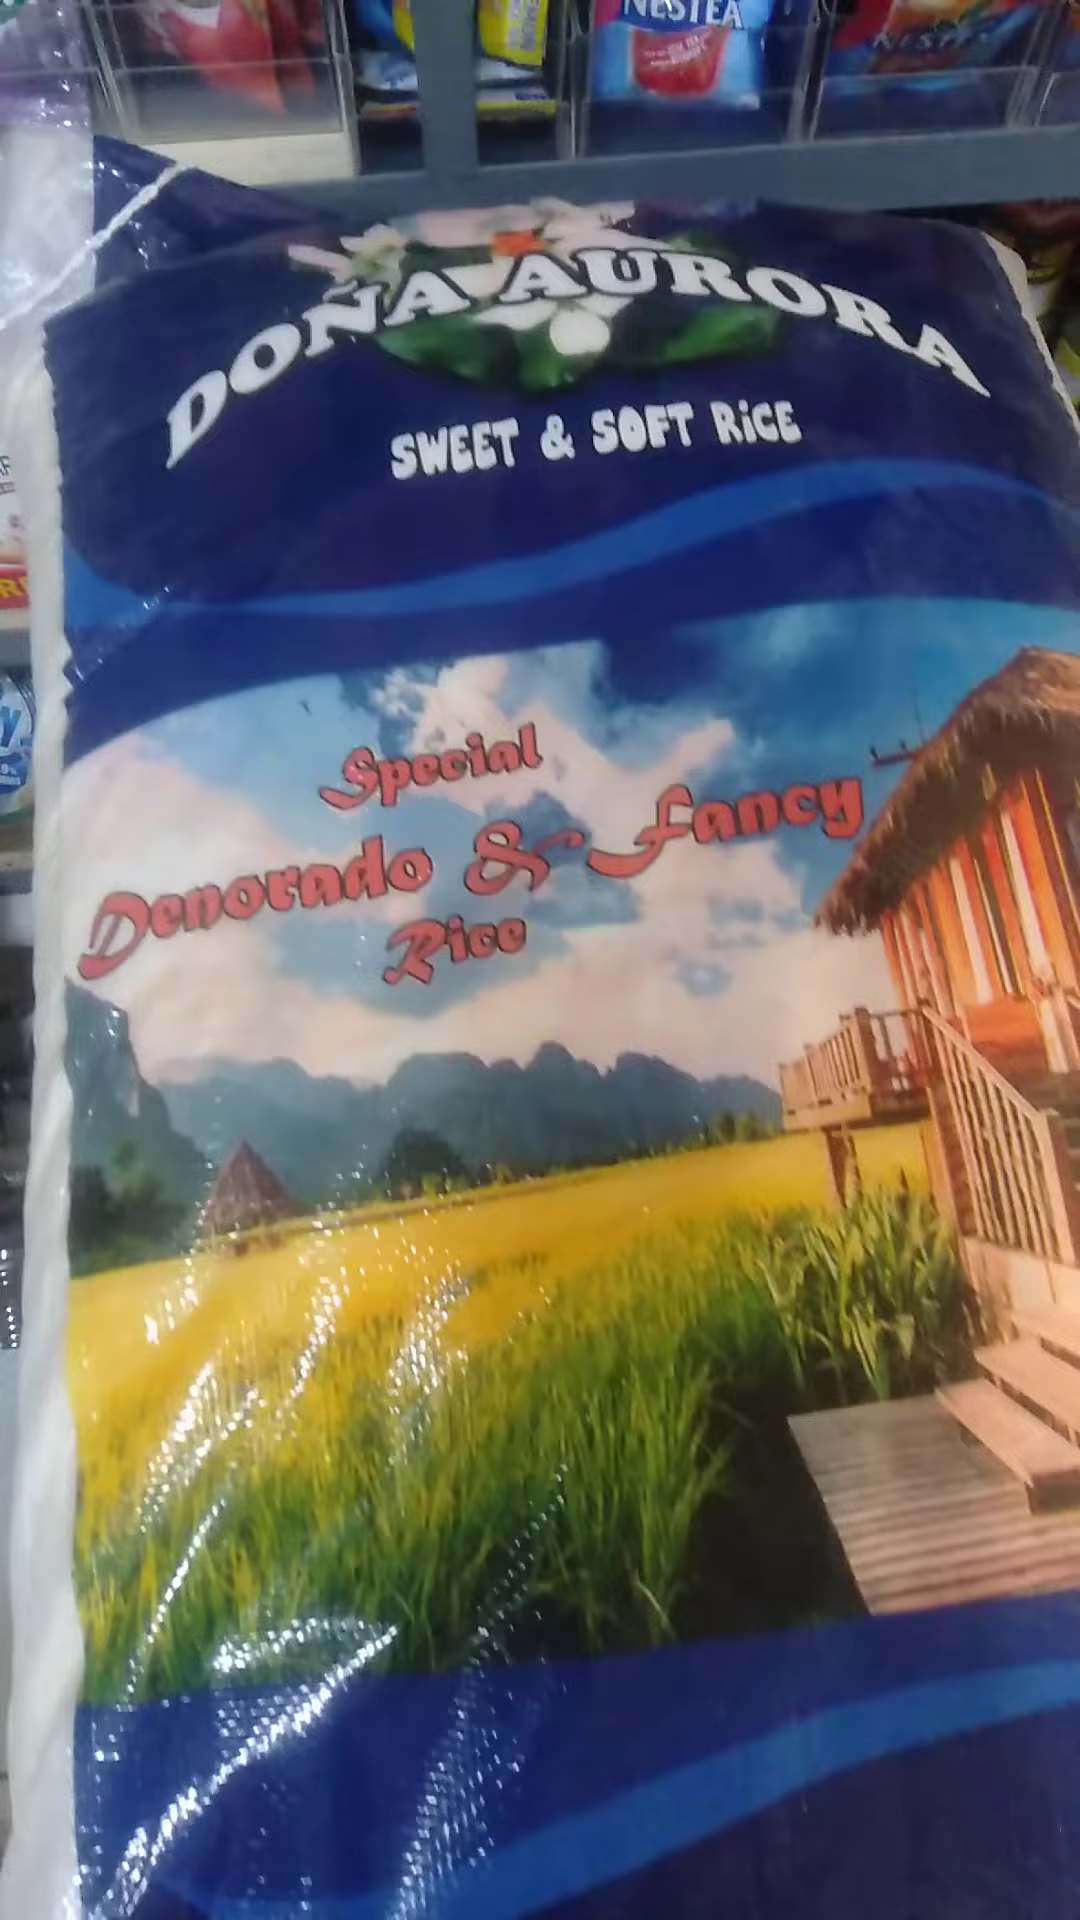 NESTEA
DOÑA AURORA
SWEET & SOFT RiCE
Special
Denorado & Fancy
Rice